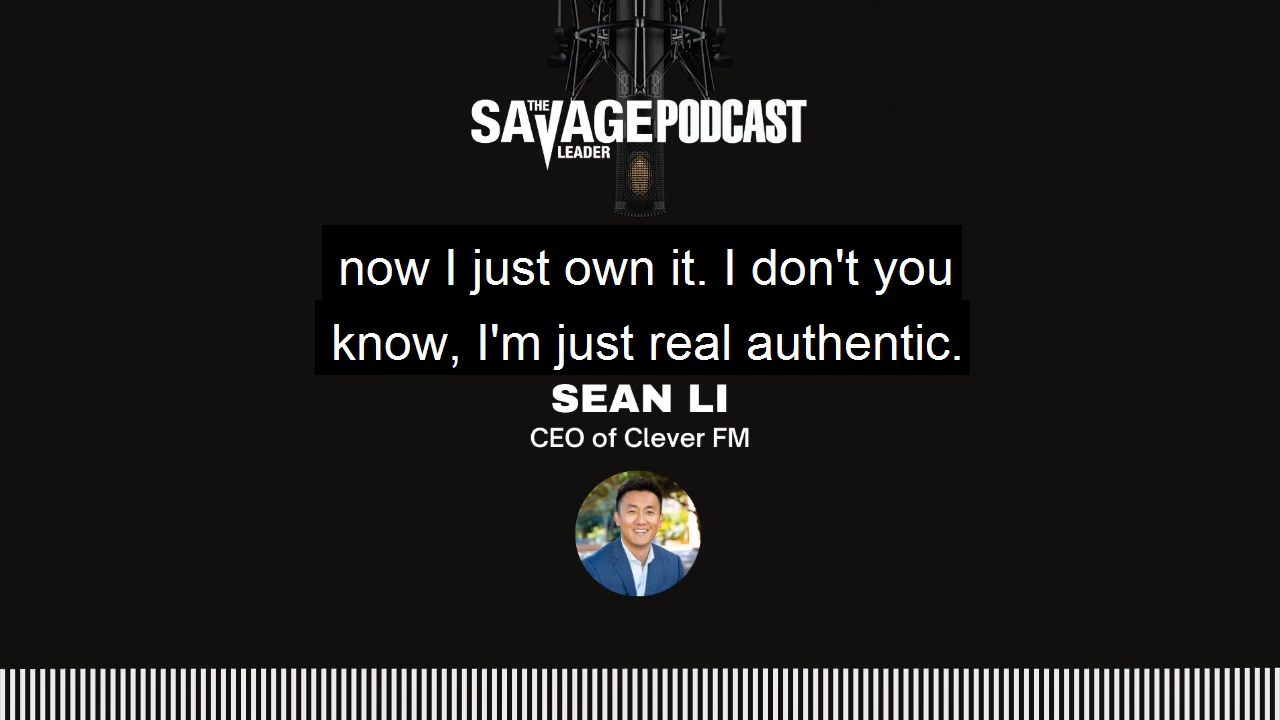 THE SAVAGE LEADER PODCAST
now I just own it. I don't you
know, I'm just real authentic.
SEAN LI
CEO of Clever FM